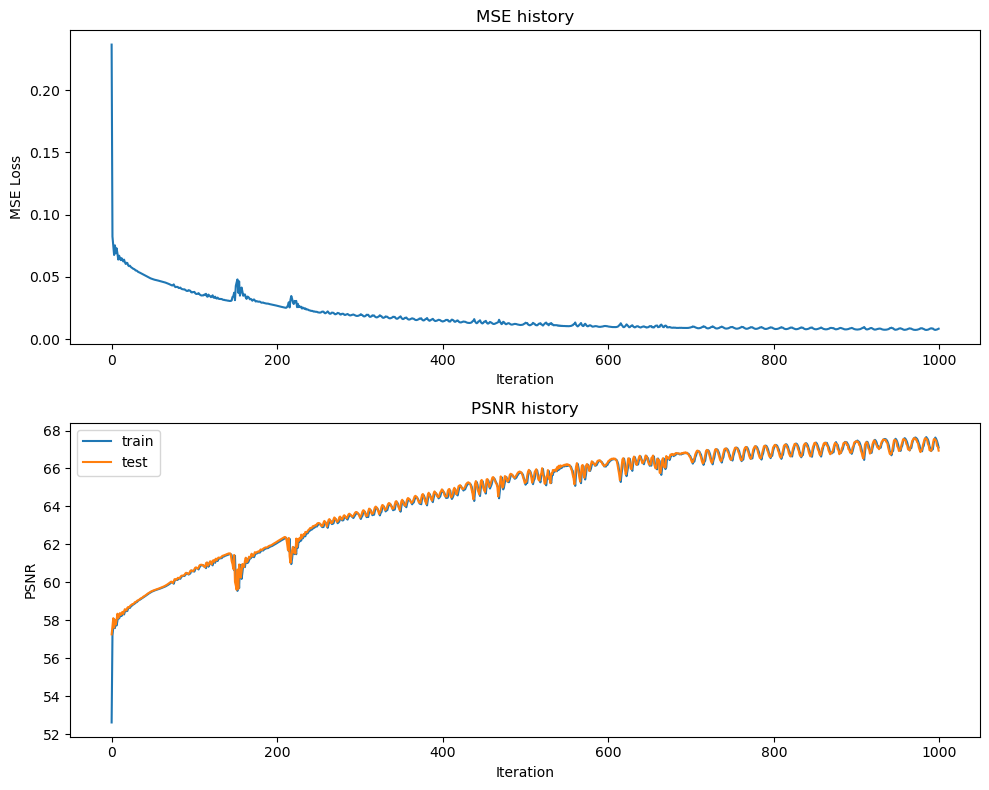 MSE history
MSE Loss
0.20
0.15
0.10
0.05
0.00
0 200 400 600 800 1000
Iteration
PSNR history
train
test
PSNR
68
66
64
62
60
58
56
54
52
0 200 400 600 800 1000
Iteration